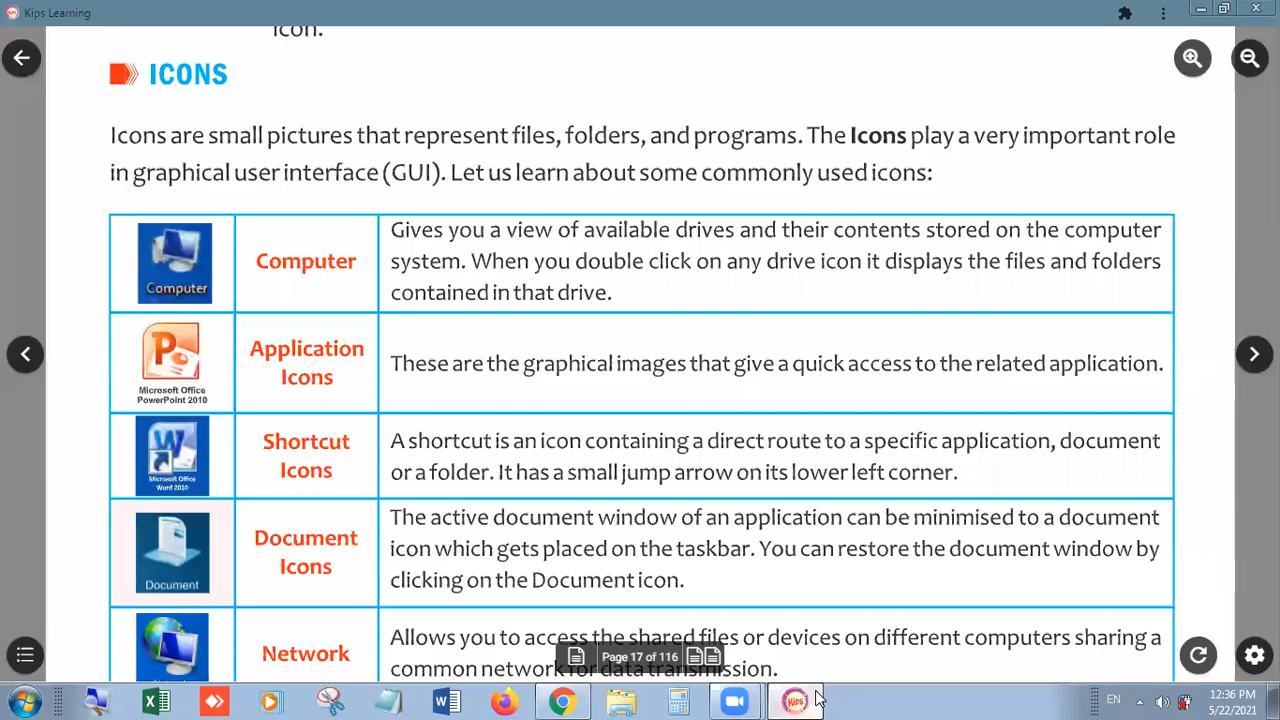 Kips Learning
icon.
ICONS
Icons are small pictures that represent files, folders, and programs. The Icons play a very important role
in graphical user interface (GUI). Let us learn about some commonly used icons:
Computer
Computer
Gives you a view of available drives and their contents stored on the computer
system. When you double click on any drive icon it displays the files and folders
contained in that drive.
Microsoft Office
PowerPoint 2010
Application
Icons
These are the graphical images that give a quick access to the related application.
Microsoft Office
Word 2010
Shortcut
Icons
A shortcut is an icon containing a direct route to a specific application, document
or a folder. It has a small jump arrow on its lower left corner.
Document
Document
Icons
The active document window of an application can be minimised to a document
icon which gets placed on the taskbar. You can restore the document window by
clicking on the Document icon.
Network
Allows you to access the shared files or devices on different computers sharing a
common network for data transmission.
Page 17 of 116
Kips
EN
12:36 PM
5/22/2021